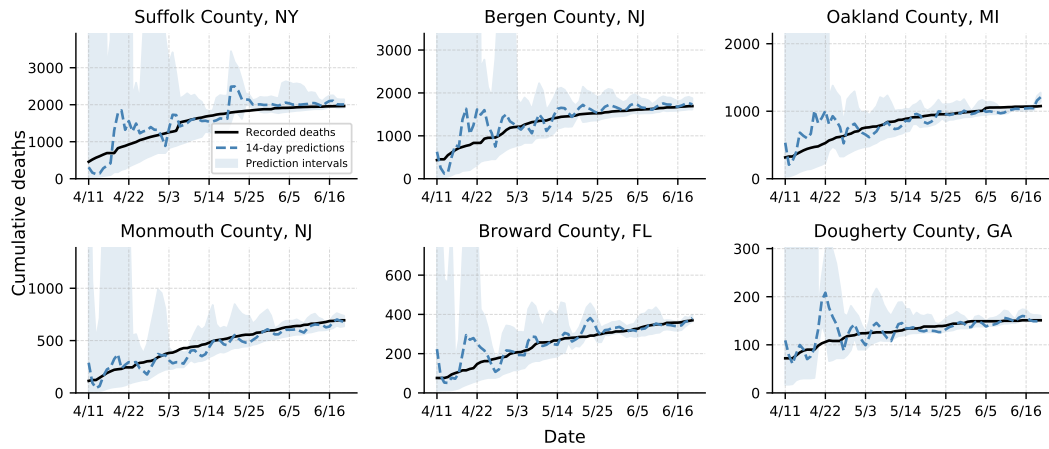 Suffolk County, NY
Bergen County, NJ
Oakland County, MI
3000
2000
1000
0
3000
2000
1000
0
2000
1000
0
Recorded deaths
14-day predictions
Prediction intervals
4/11 4/22 5/3 5/14 5/25 6/5 6/16
4/11 4/22 5/3 5/14 5/25 6/5 6/16
4/11 4/22 5/3 5/14 5/25 6/5 6/16
Cumulative deaths
Monmouth County, NJ
Broward County, FL
Dougherty County, GA
1000
500
0
600
400
200
0
300
200
100
0
4/11 4/22 5/3 5/14 5/25 6/5 6/16
4/11 4/22 5/3 5/14 5/25 6/5 6/16
4/11 4/22 5/3 5/14 5/25 6/5 6/16
Date